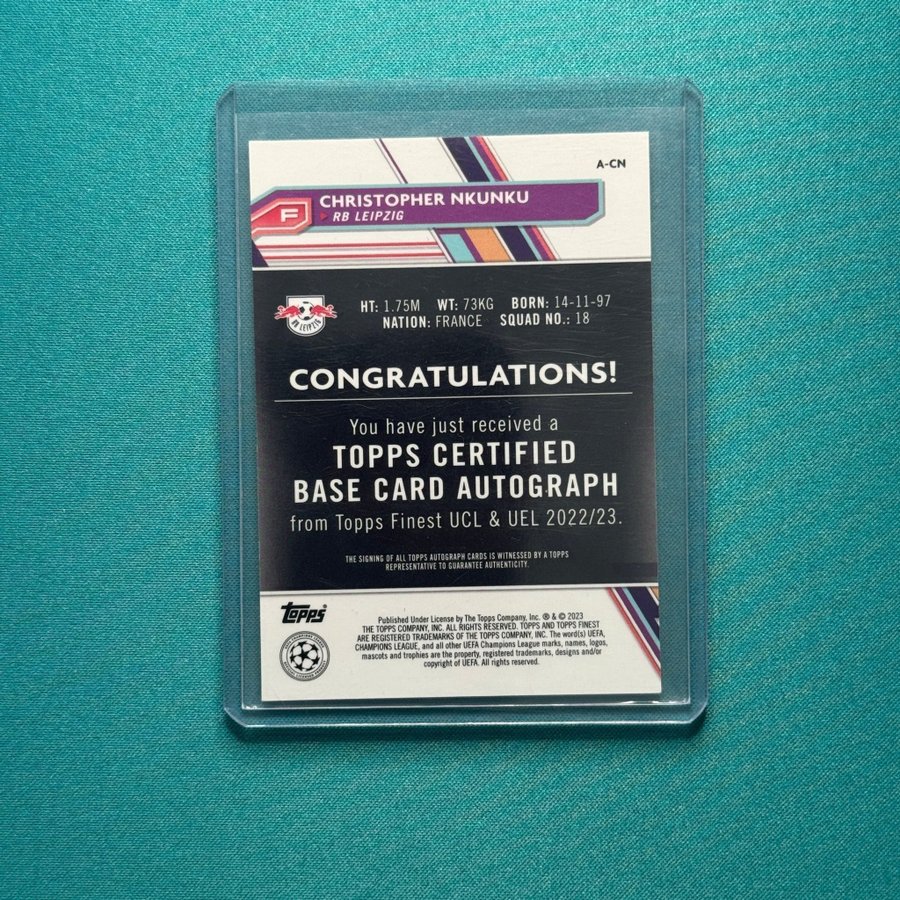 A-CN
F
CHRISTOPHER NKUNKU
RB LEIPZIG
RB LEIPZIG
HT: 1.75M WT: 73KG BORN: 14-11-97
NATION: FRANCE SQUAD NO.: 18
CONGRATULATIONS!
You have just received a
TOPPS CERTIFIED
BASE CARD AUTOGRAPH
from Topps Finest UCL & UEL 2022/23.
THE SIGNING OF ALL TOPPS AUTOGRAPH CARDS IS WITNESSED BY A TOPPS
REPRESENTATIVE TO GUARANTEE AUTHENTICITY.
topps
Published Under License by The Topps Company, Inc. ® & © 2023
THE TOPPS COMPANY, INC. ALL RIGHTS RESERVED. TOPPS AND TOPPS FINEST
ARE REGISTERED TRADEMARKS OF THE TOPPS COMPANY, INC. The word(s) UEFA,
CHAMPIONS LEAGUE, and all other UEFA Champions League marks, names, logos,
mascots and trophies are the property, registered trademarks, designs and/or
copyright of UEFA. All rights reserved.